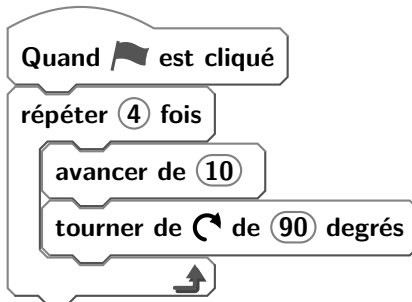 Quand est cliqué
répéter 4 fois
avancer de 10
tourner de de 90 degrés